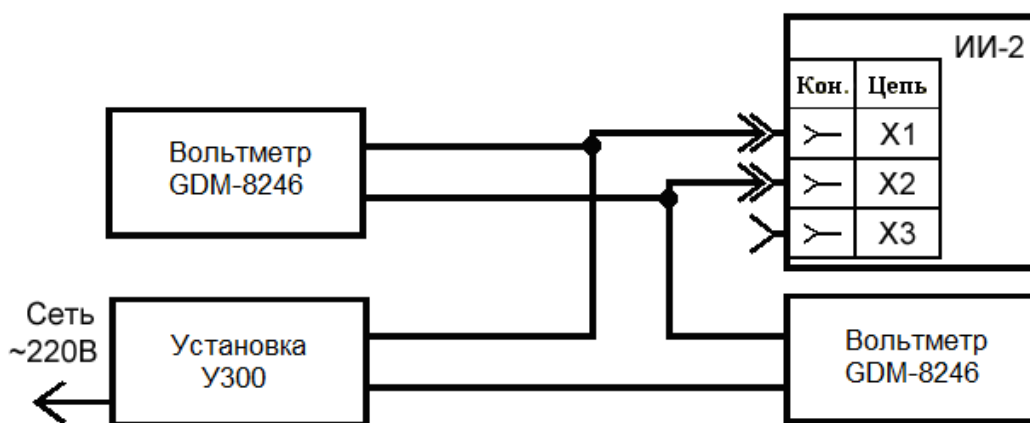 ИИ-2
Кон. Цепь
X1
X2
X3
Вольтметр
GDM-8246
Сеть
~220В
Установка
У300
Вольтметр
GDM-8246